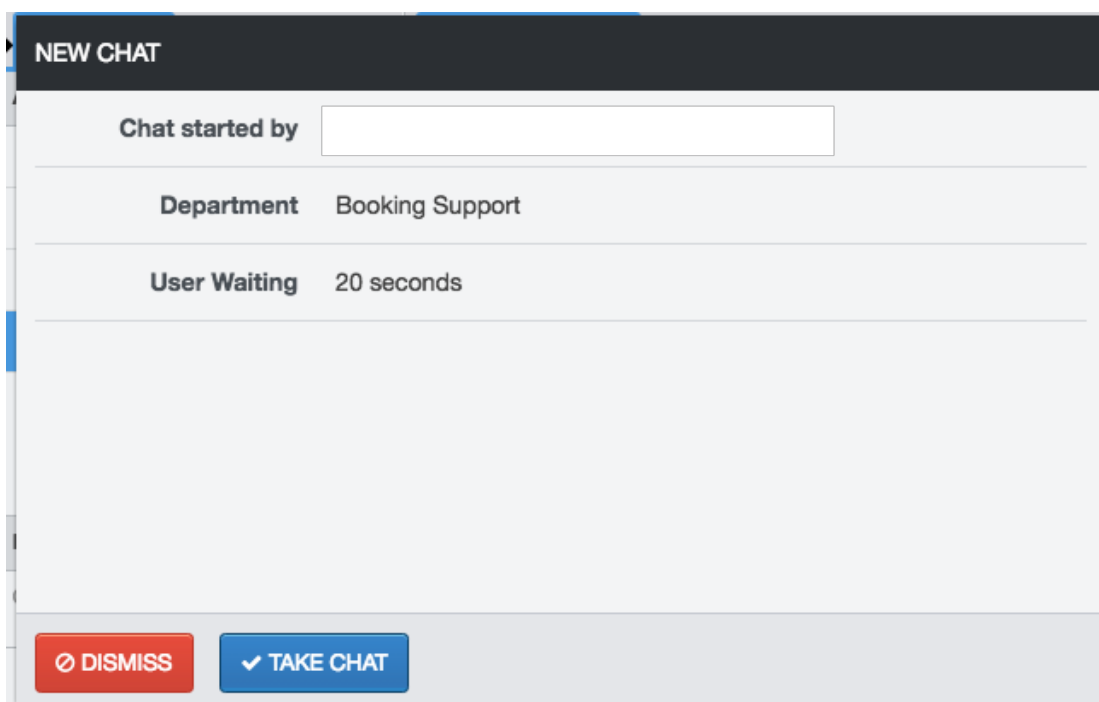 NEW CHAT
Chat started by
Department Booking Support
User Waiting 20 seconds
DISMISS TAKE CHAT